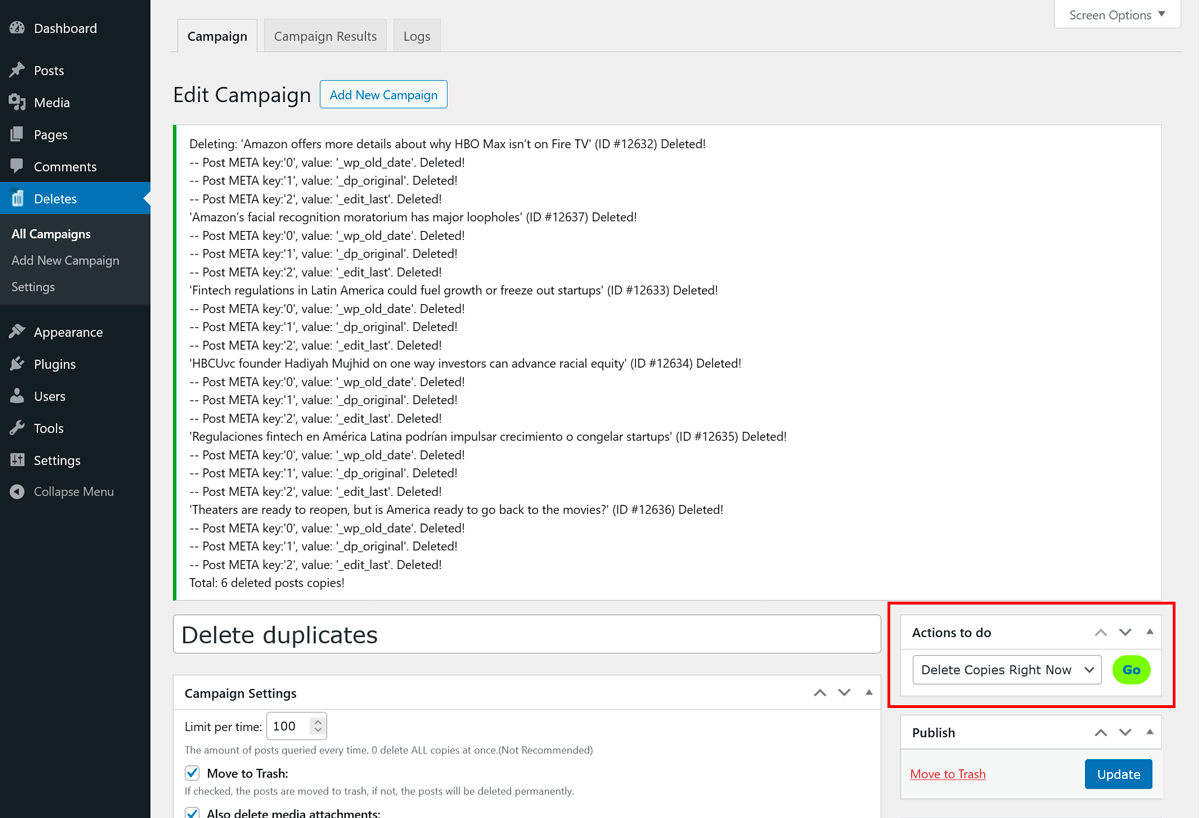 Dashboard
Posts
Media
Pages
Comments
Deletes
All Campaigns
Add New Campaign
Settings
Appearance
Plugins
Users
Tools
Settings
Collapse Menu
Screen Options
Campaign
Campaign Results
Logs
Edit Campaign
Add New Campaign
Deleting: 'Amazon offers more details about why HBO Max isn’t on Fire TV' (ID #12632) Deleted!
-- Post META key:'0', value: '_wp_old_date'. Deleted!
-- Post META key:'1', value: '_dp_original'. Deleted!
-- Post META key:'2', value: '_edit_last'. Deleted!
'Amazon’s facial recognition moratorium has major loopholes' (ID #12637) Deleted!
-- Post META key:'0', value: '_wp_old_date'. Deleted!
-- Post META key:'1', value: '_dp_original'. Deleted!
-- Post META key:'2', value: '_edit_last'. Deleted!
'Fintech regulations in Latin America could fuel growth or freeze out startups' (ID #12633) Deleted!
-- Post META key:'0', value: '_wp_old_date'. Deleted!
-- Post META key:'1', value: '_dp_original'. Deleted!
-- Post META key:'2', value: '_edit_last'. Deleted!
'HBCUvc founder Hadiyah Mujhid on one way investors can advance racial equity' (ID #12634) Deleted!
-- Post META key:'0', value: '_wp_old_date'. Deleted!
-- Post META key:'1', value: '_dp_original'. Deleted!
-- Post META key:'2', value: '_edit_last'. Deleted!
'Regulaciones fintech en América Latina podrían impulsar crecimiento o congelar startups' (ID #12635) Deleted!
-- Post META key:'0', value: '_wp_old_date'. Deleted!
-- Post META key:'1', value: '_dp_original'. Deleted!
-- Post META key:'2', value: '_edit_last'. Deleted!
'Theaters are ready to reopen, but is America ready to go back to the movies?' (ID #12636) Deleted!
-- Post META key:'0', value: '_wp_old_date'. Deleted!
-- Post META key:'1', value: '_dp_original'. Deleted!
-- Post META key:'2', value: '_edit_last'. Deleted!
Total: 6 deleted posts copies!
Delete duplicates
Campaign Settings
Limit per time: 100
The amount of posts queried every time. 0 delete ALL copies at once.(Not Recommended)
Move to Trash:
If checked, the posts are moved to trash, if not, the posts will be deleted permanently.
Also delete media attachments:
Actions to do
Delete Copies Right Now
Go
Publish
Move to Trash
Update